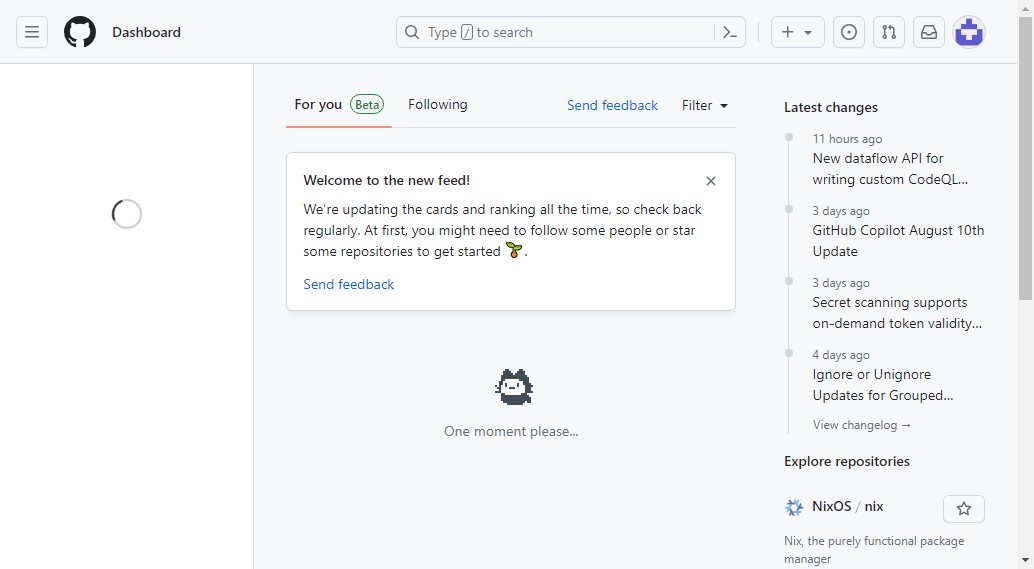 Dashboard
Type / to search
For you Beta
Following
Send feedback
Filter
Welcome to the new feed!
We're updating the cards and ranking all the time, so check back
regularly. At first, you might need to follow some people or star
some repositories to get started .
Send feedback
One moment please...
Latest changes
11 hours ago
New dataflow API for
writing custom CodeQL...
3 days ago
GitHub Copilot August 10th
Update
3 days ago
Secret scanning supports
on-demand token validity...
4 days ago
Ignore or Unignore
Updates for Grouped...
View changelog →
Explore repositories
NixOS / nix
Nix, the purely functional package
manager